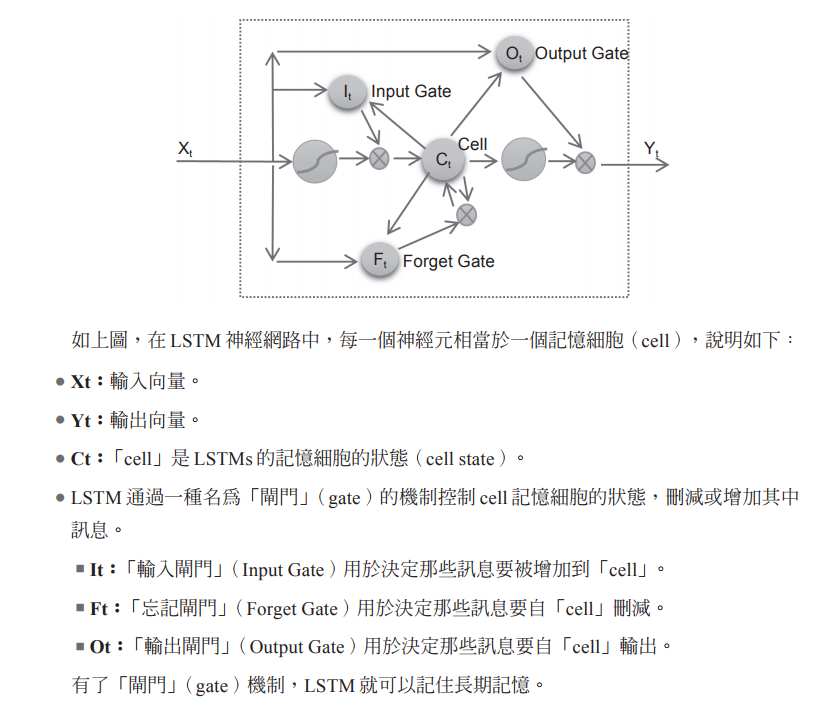 Oₜ Output Gate
Iₜ Input Gate
Xₜ
Cell
Cₜ
Yₜ
Fₜ Forget Gate
如上圖，在 LSTM 神經網路中，每一個神經元相當於一個記憶細胞（cell），說明如下：
● Xt：輸入向量。
● Yt：輸出向量。
● Ct：「cell」是 LSTMs 的記憶細胞的狀態（cell state）。
● LSTM 通過一種名為「閘門」（gate）的機制控制 cell 記憶細胞的狀態，刪減或增加其中
訊息。
■ It：「輸入閘門」（Input Gate）用於決定那些訊息要被增加到「cell」。
■ Ft：「忘記閘門」（Forget Gate）用於決定那些訊息要自「cell」刪減。
■ Ot：「輸出閘門」（Output Gate）用於決定那些訊息要自「cell」輸出。
有了「閘門」（gate）機制，LSTM 就可以記住長期記憶。